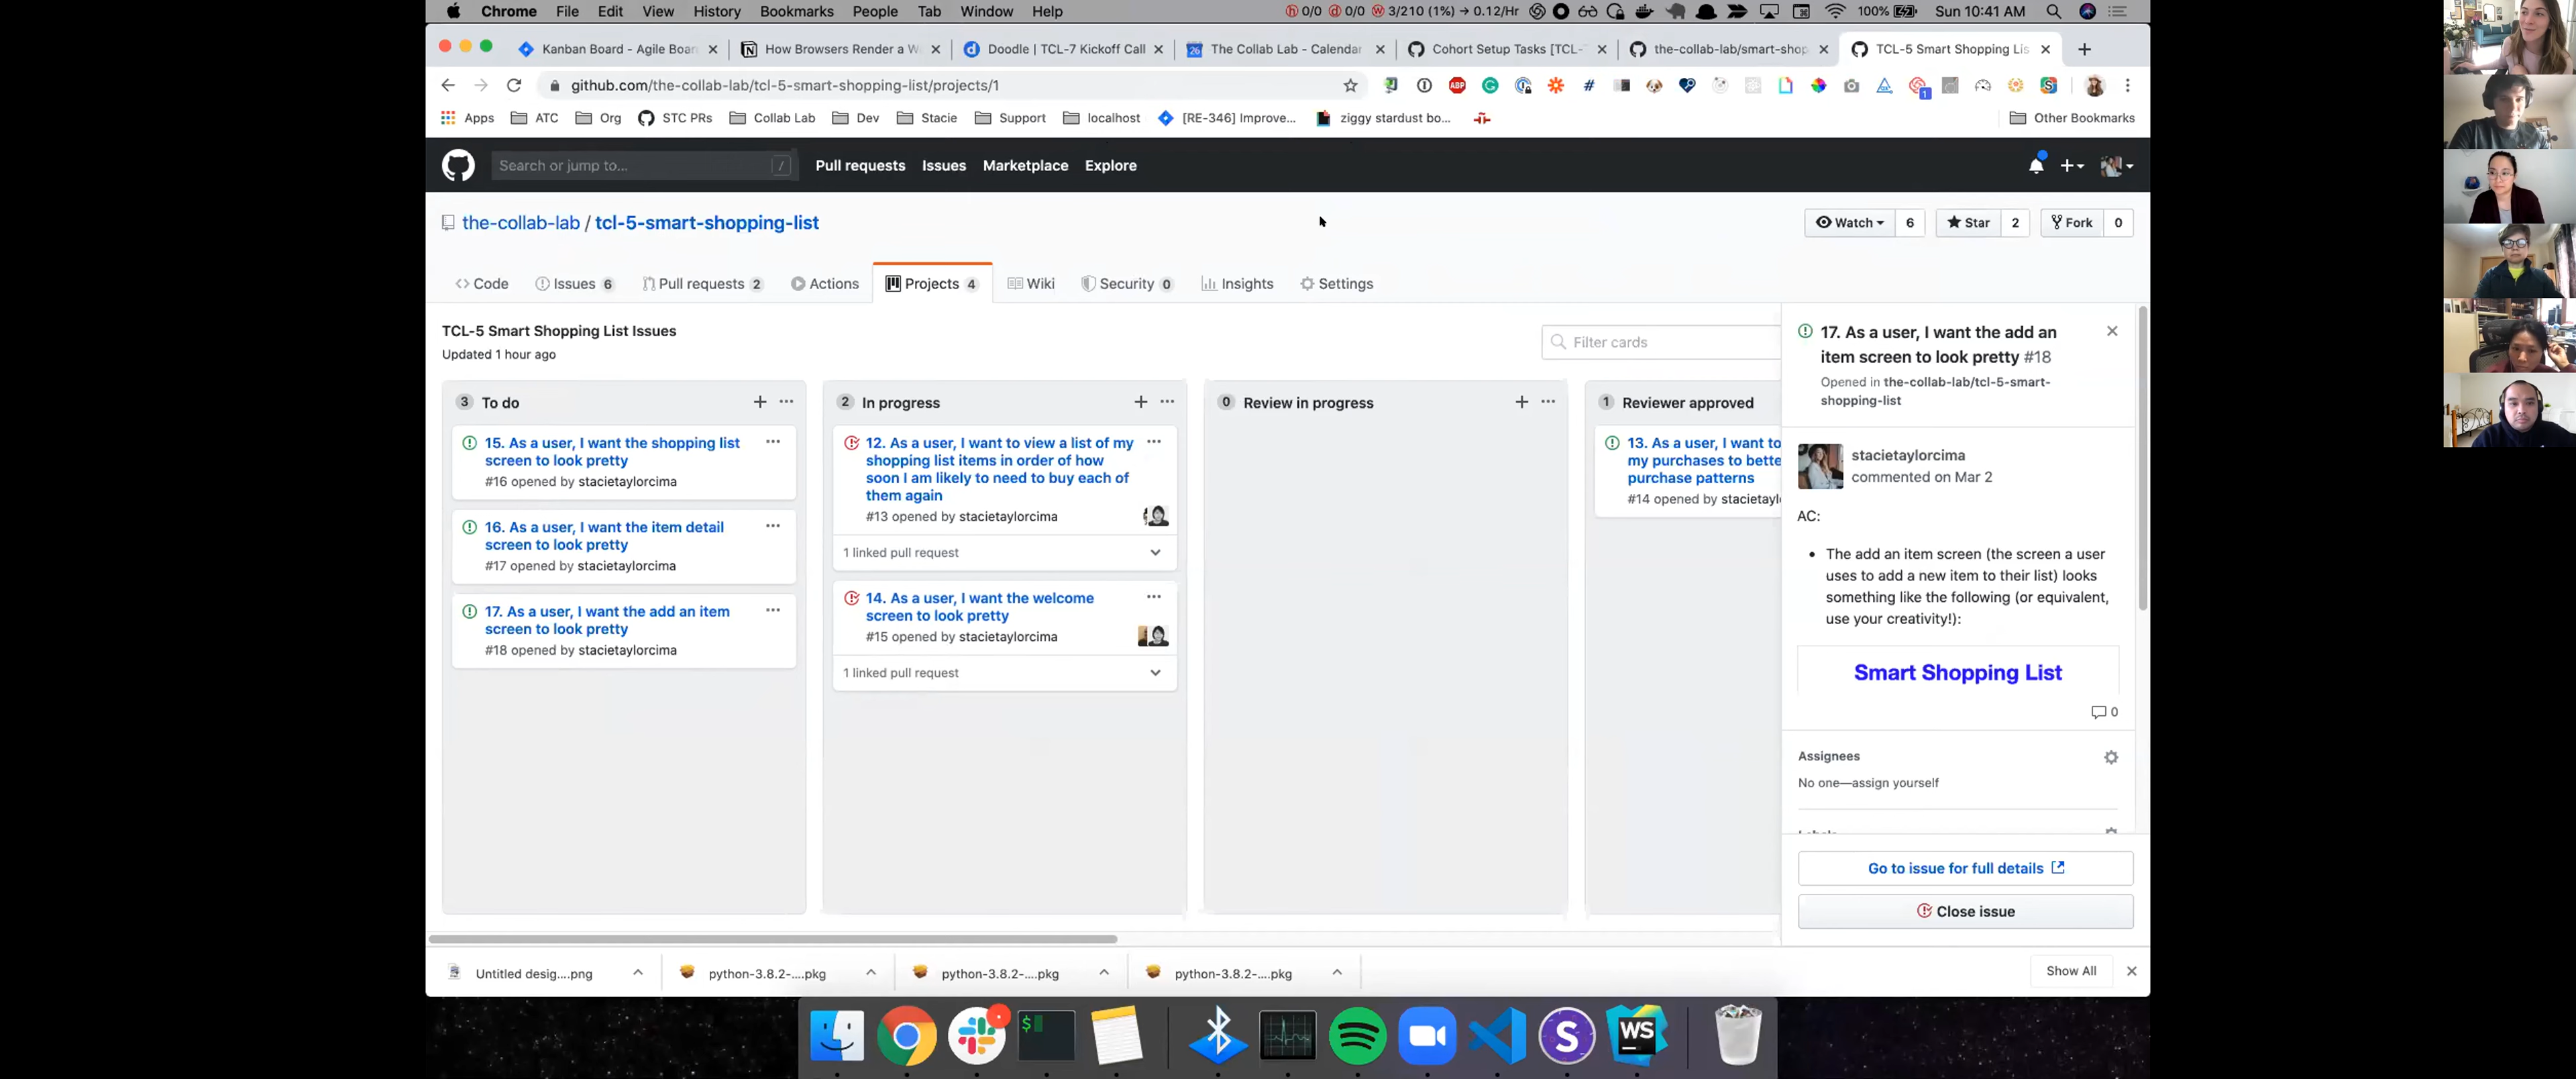 Chrome File Edit View History Bookmarks People Tab Window Help
0/0 0/0 3/210 (1%) → 0.12/Hr 100% Sun 10:41 AM
Kanban Board - Agile Boar
How Browsers Render a W
Doodle | TCL-7 Kickoff Call
The Collab Lab - Calendar
Cohort Setup Tasks [TCL-
the-collab-lab/smart-shop
TCL-5 Smart Shopping Lis
github.com/the-collab-lab/tcl-5-smart-shopping-list/projects/1
Apps ATC Org STC PRs Collab Lab Dev Stacie Support localhost [RE-346] Improve... ziggy stardust bo... Other Bookmarks
Search or jump to... / Pull requests Issues Marketplace Explore
the-collab-lab / tcl-5-smart-shopping-list
Watch 6 Star 2 Fork 0
Code Issues 6 Pull requests 2 Actions Projects 4 Wiki Security 0 Insights Settings
TCL-5 Smart Shopping List Issues
Updated 1 hour ago
Filter cards
3 To do
15. As a user, I want the shopping list
screen to look pretty
#16 opened by stacietaylorcima
16. As a user, I want the item detail
screen to look pretty
#17 opened by stacietaylorcima
17. As a user, I want the add an item
screen to look pretty
#18 opened by stacietaylorcima
2 In progress
12. As a user, I want to view a list of my
shopping list items in order of how
soon I am likely to need to buy each of
them again
#13 opened by stacietaylorcima
1 linked pull request
14. As a user, I want the welcome
screen to look pretty
#15 opened by stacietaylorcima
1 linked pull request
0 Review in progress
1 Reviewer approved
13. As a user, I want to
my purchases to bette
purchase patterns
#14 opened by stacietayl
17. As a user, I want the add an
item screen to look pretty #18
Opened in the-collab-lab/tcl-5-smart-
shopping-list
stacietaylorcima
commented on Mar 2
AC:
The add an item screen (the screen a user
uses to add a new item to their list) looks
something like the following (or equivalent,
use your creativity!):
Smart Shopping List
0
Assignees
No one—assign yourself
Go to issue for full details
Close issue
Untitled desig....png
python-3.8.2-....pkg
python-3.8.2-....pkg
python-3.8.2-....pkg
Show All
WS